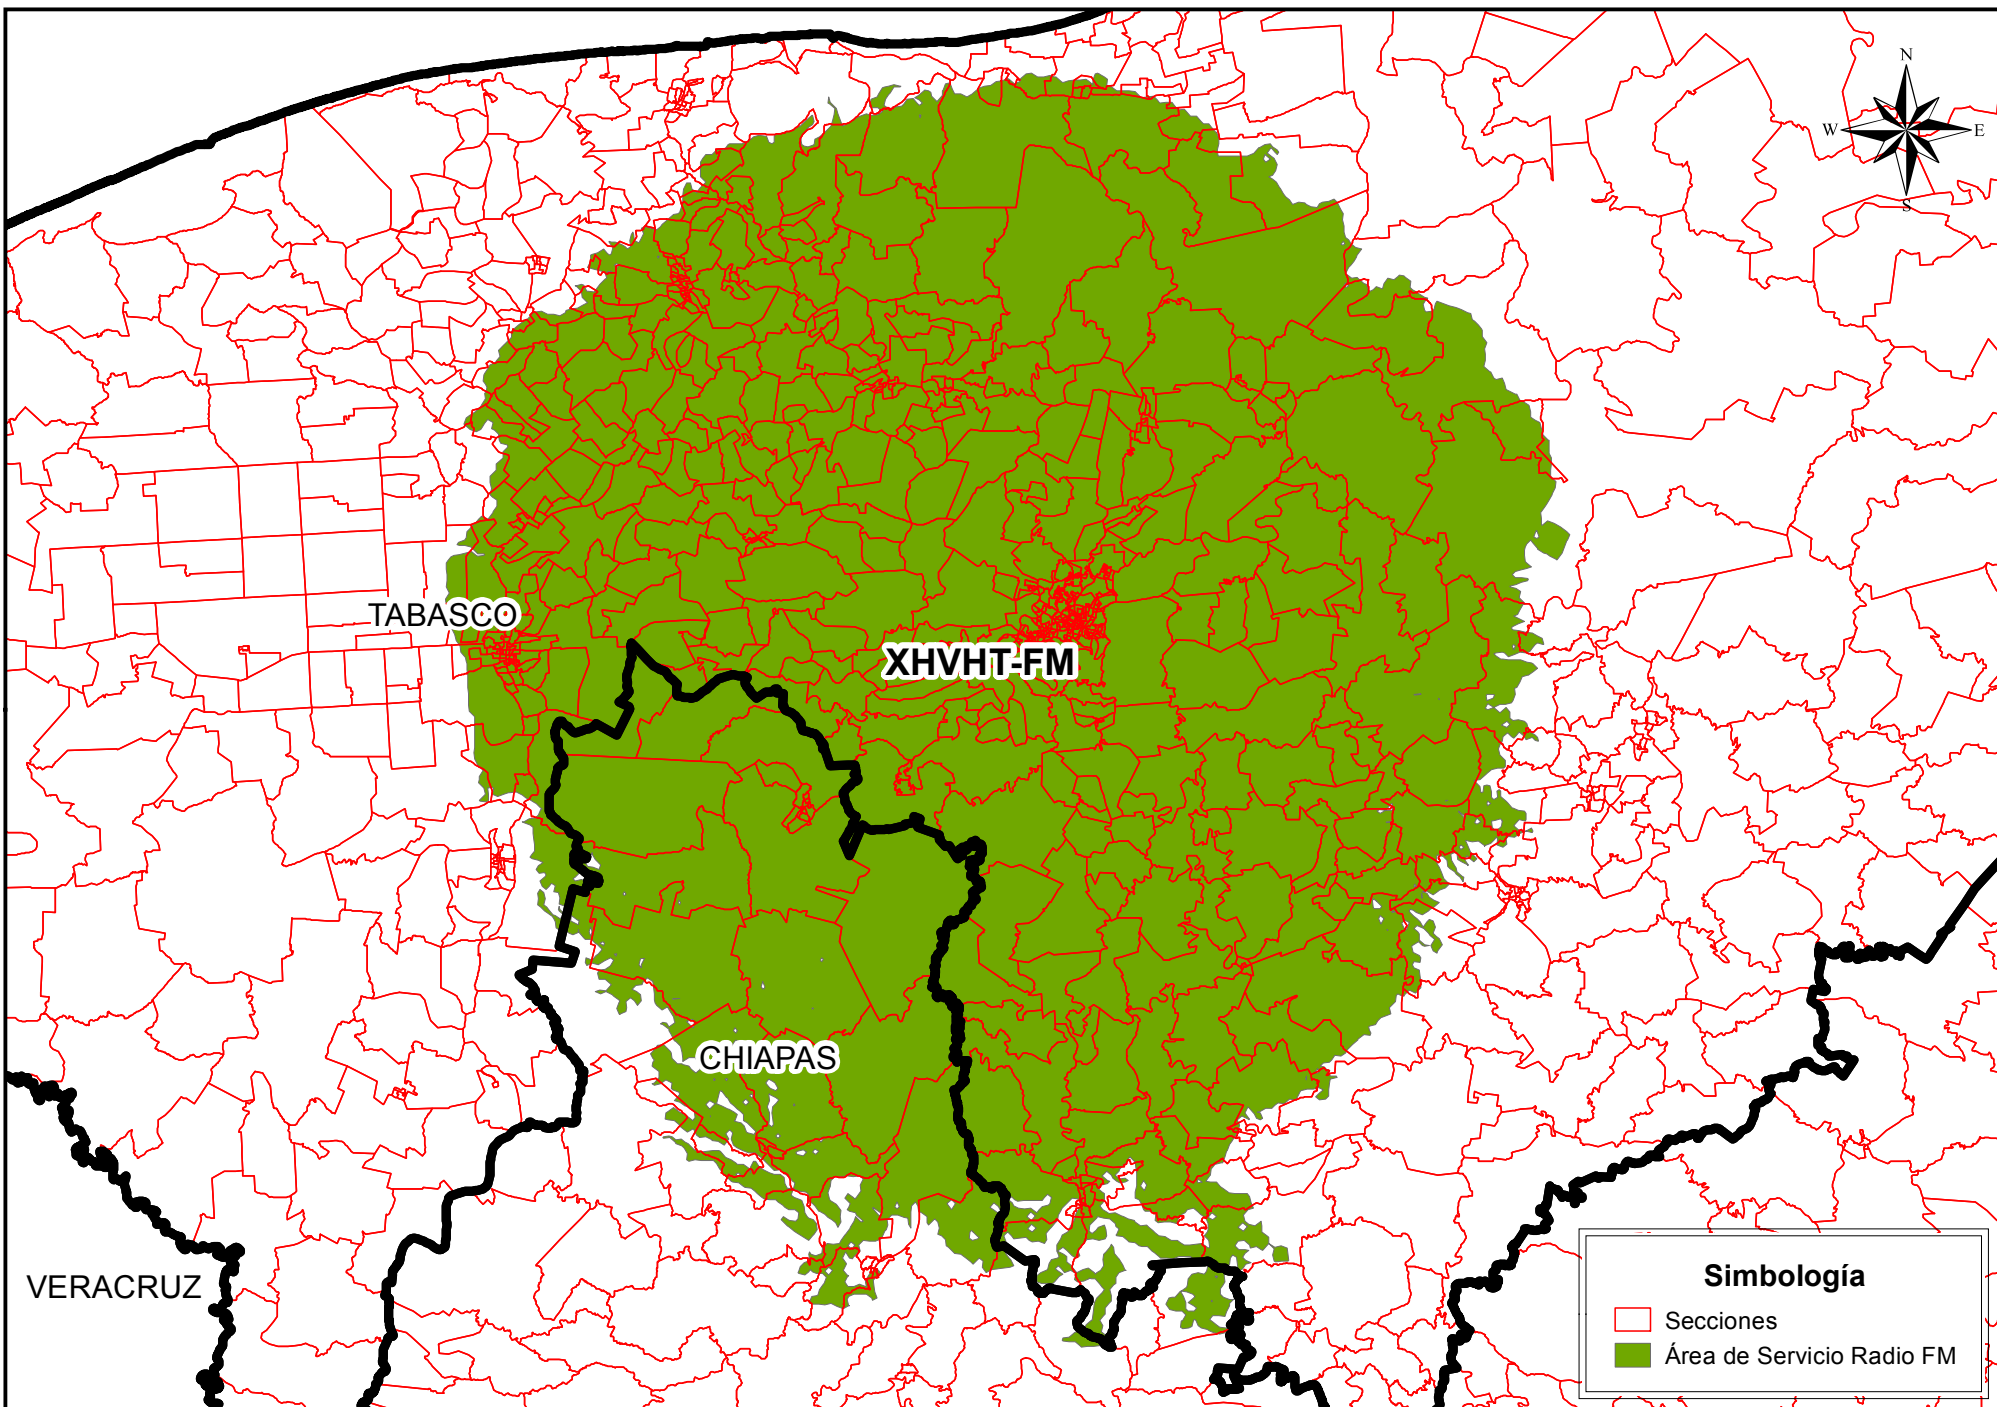 N
W
E
S
TABASCO
XHVHT-FM
CHIAPAS
VERACRUZ
Simbología
Secciones
Área de Servicio Radio FM